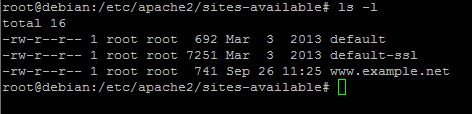 root@debian:/etc/apache2/sites-available# ls -l
total 16
-rw-r--r-- 1 root root  692 Mar  3  2013 default
-rw-r--r-- 1 root root 7251 Mar  3  2013 default-ssl
-rw-r--r-- 1 root root  741 Sep 26 11:25 www.example.net
root@debian:/etc/apache2/sites-available#